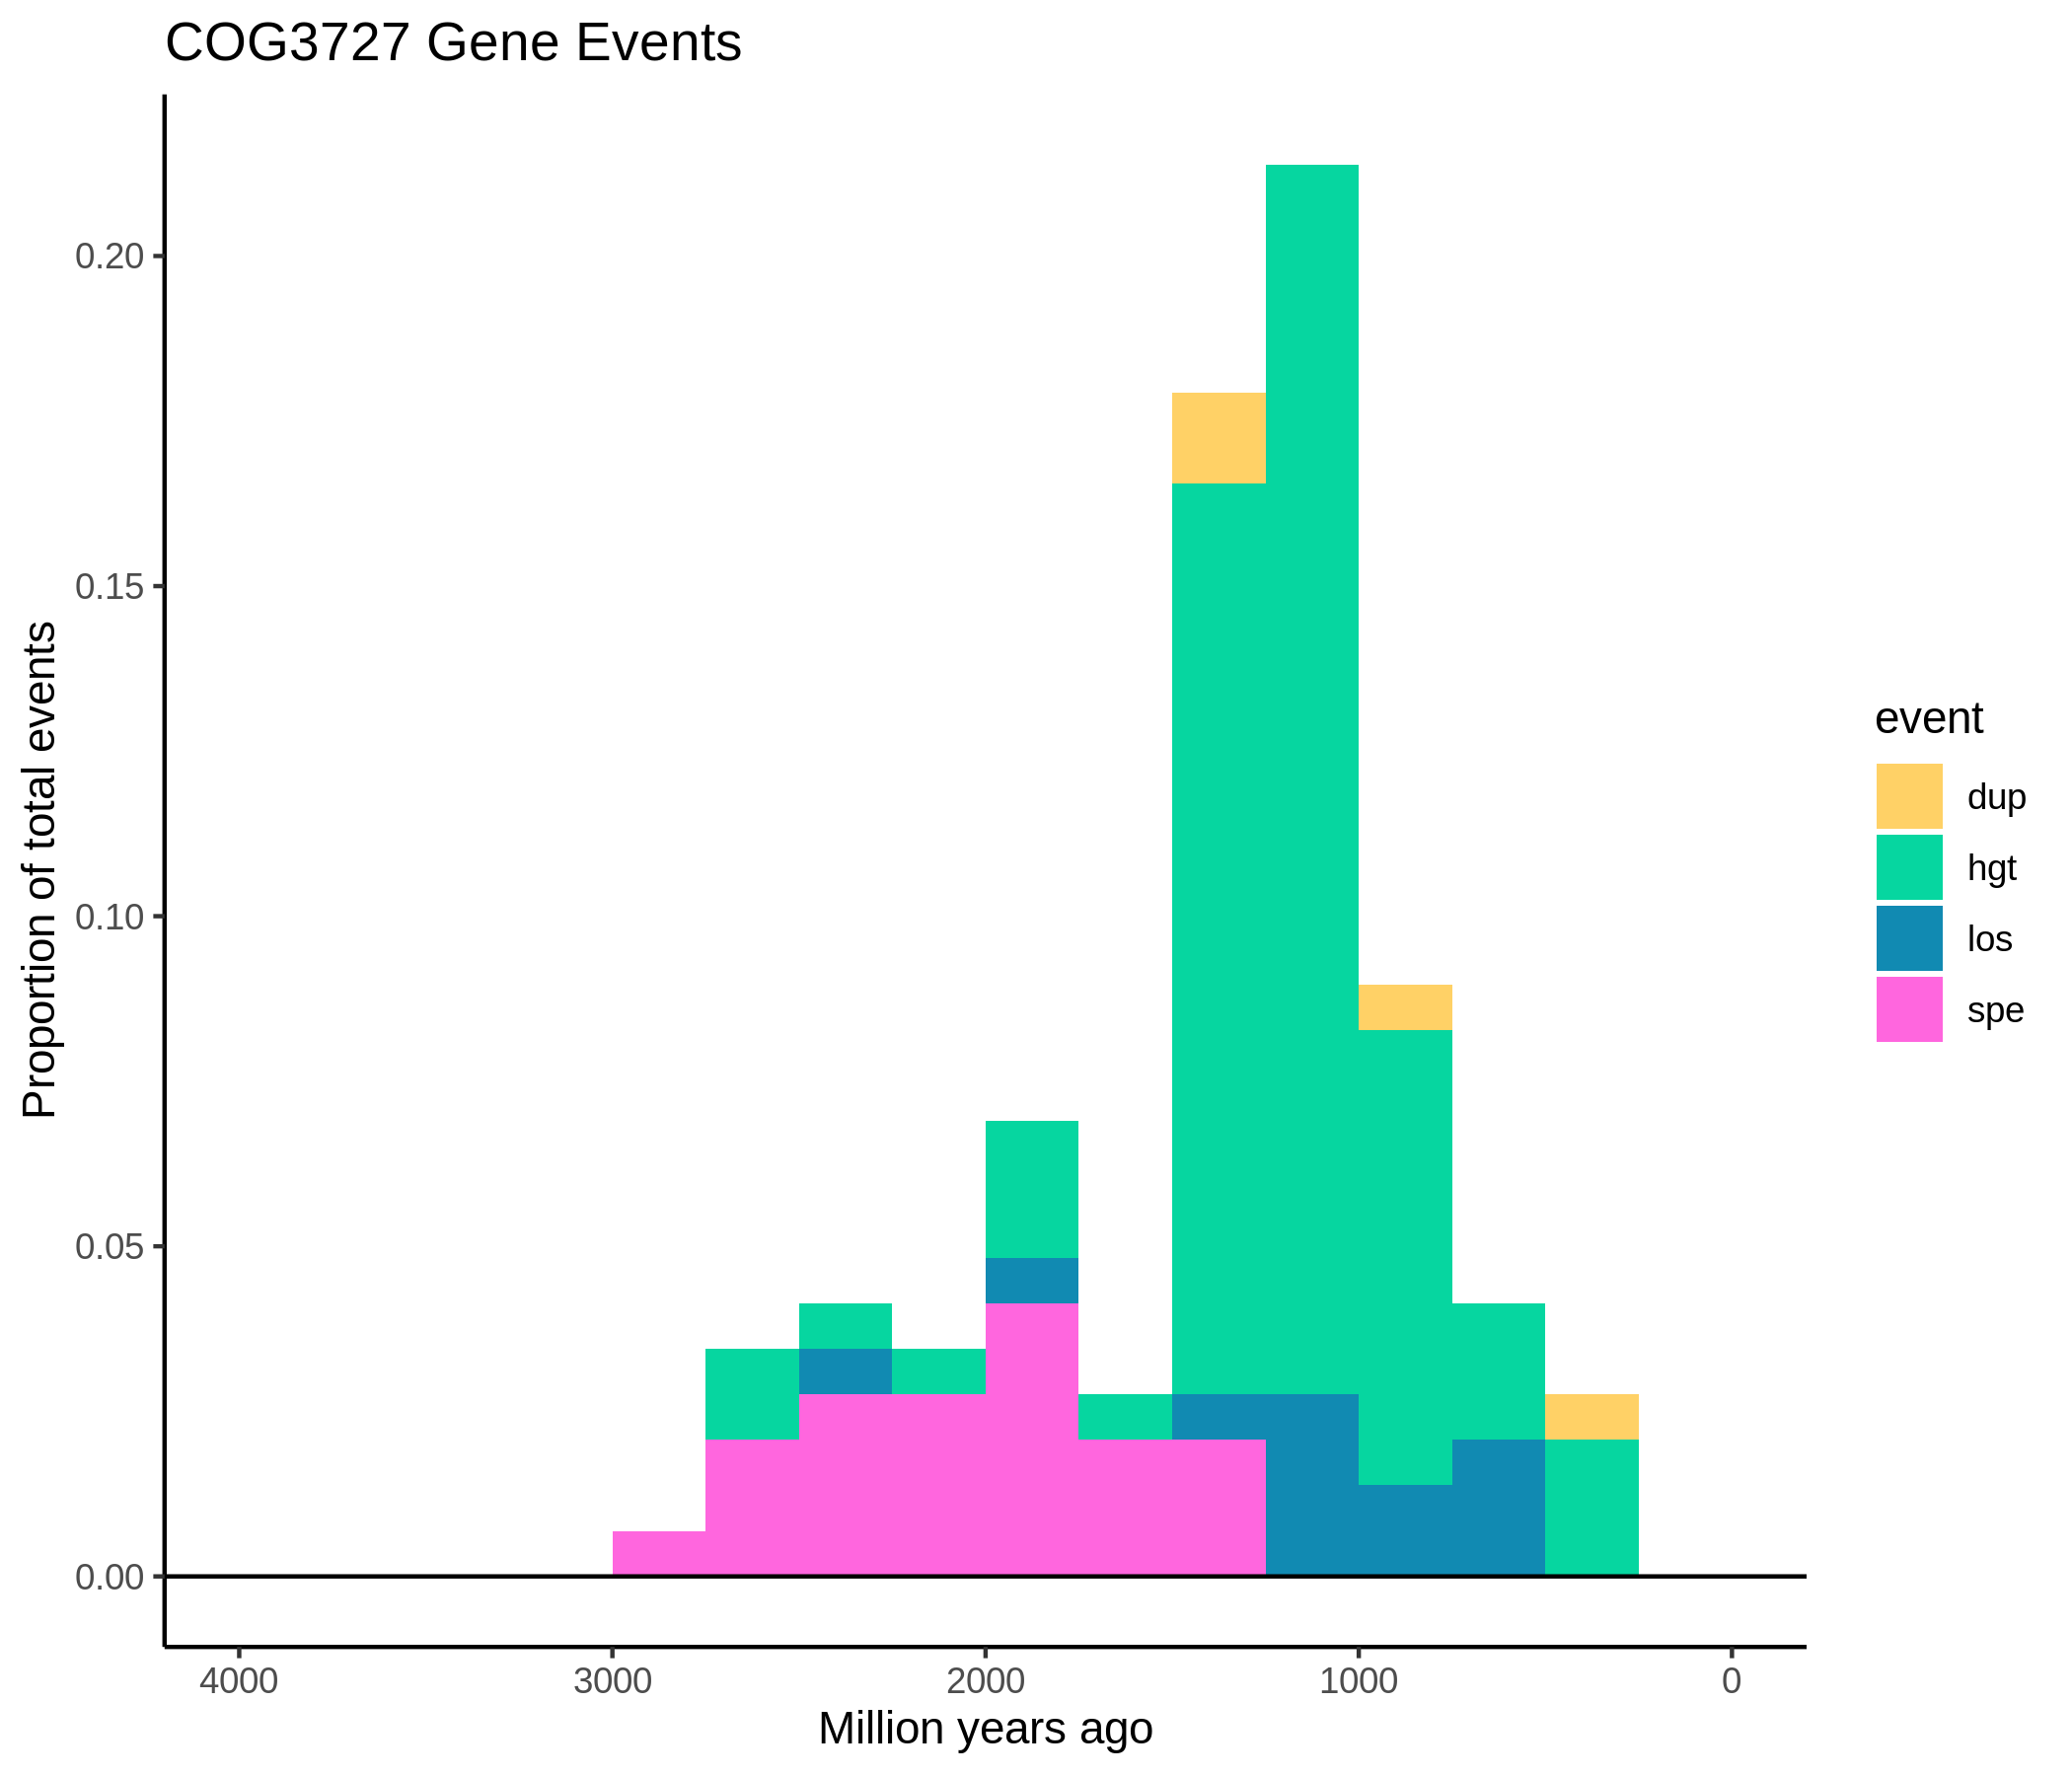 COG3727 Gene Events
Proportion of total events
0.20
0.15
0.10
0.05
0.00
4000 3000 2000 1000 0
Million years ago
event
dup
hgt
los
spe